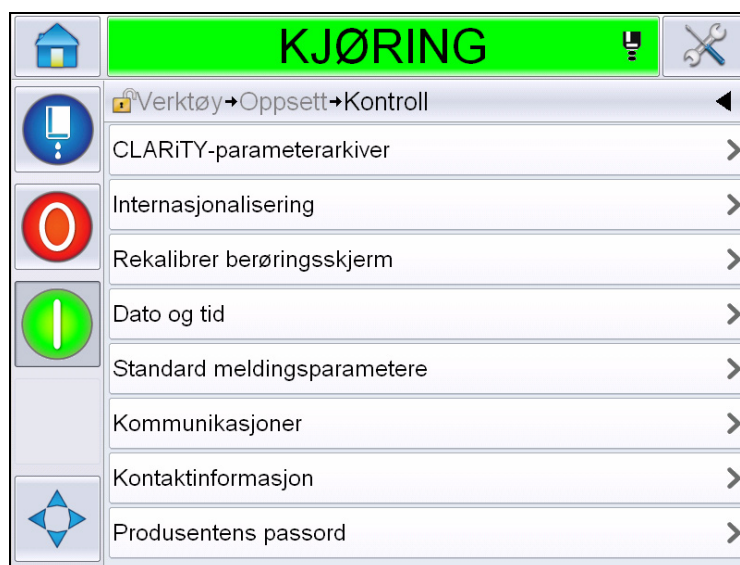 KJØRING
Verktøy→Oppsett→Kontroll
CLARiTY-parameterarkiver
Internasjonalisering
Rekalibrer berøringsskjerm
Dato og tid
Standard meldingsparametere
Kommunikasjoner
Kontaktinformasjon
Produsentens passord